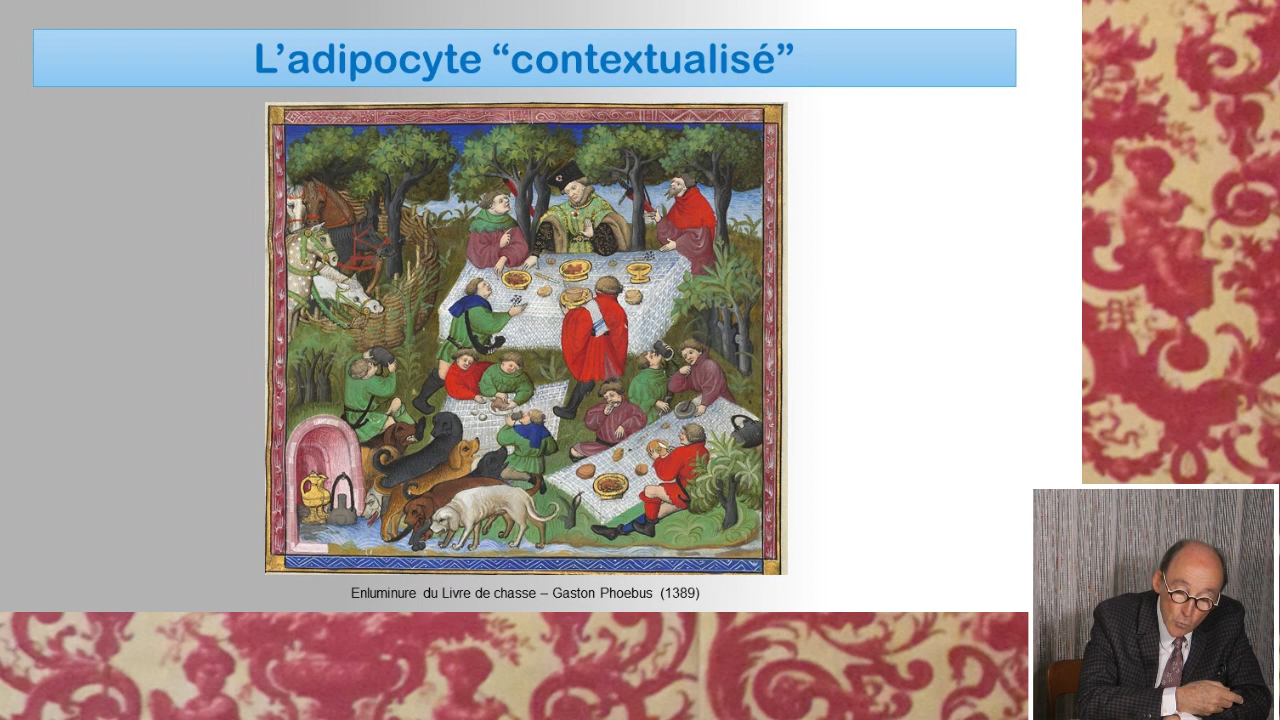 L’adipocyte “contextualisé”
Enluminure du Livre de chasse – Gaston Phoebus (1389)